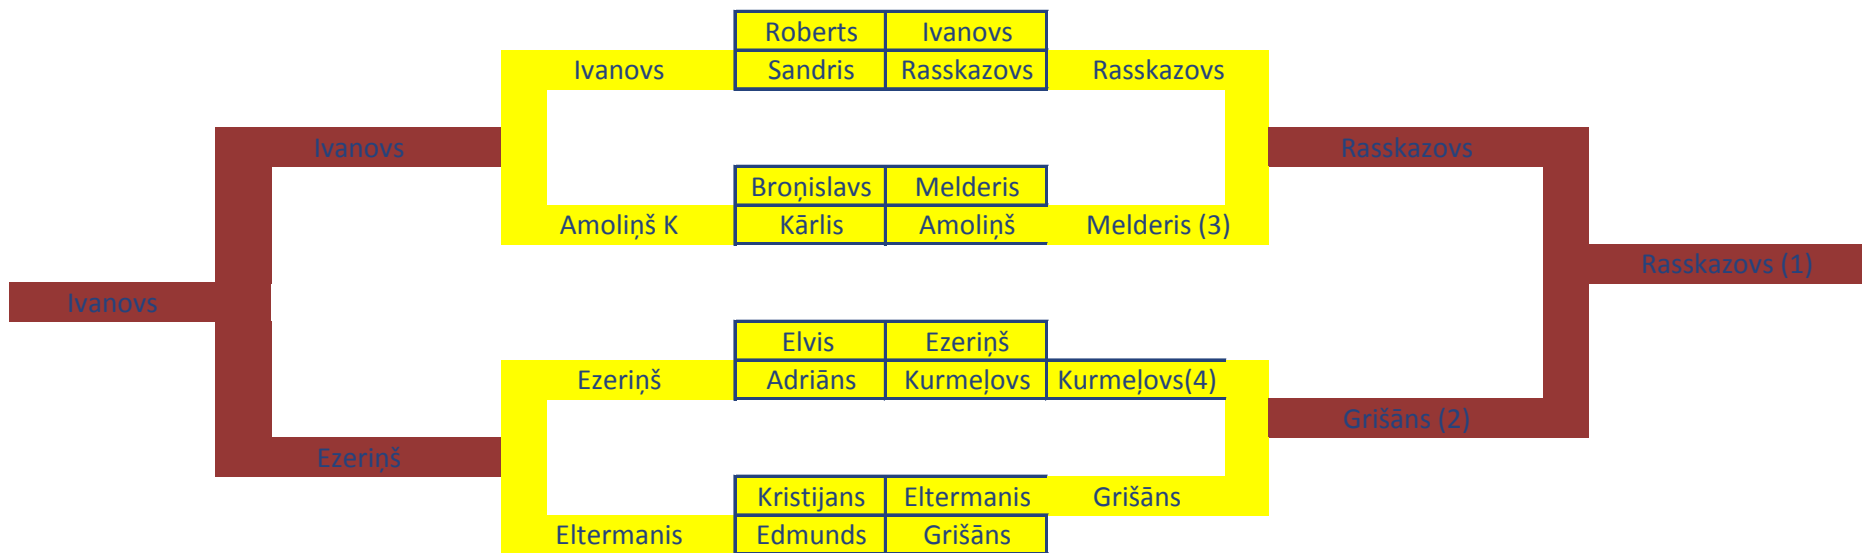 Roberts Ivanovs
Ivanovs Sandris Rasskazovs Rasskazovs
Ivanovs Rasskazovs
Broņislavs Melderis
Amoliņš K Kārlis Amoliņš Melderis (3)
Rasskazovs (1)
Ivanovs
Elvis Ezeriņš
Ezeriņš Adriāns Kurmeļovs Kurmeļovs(4)
Grišāns (2)
Ezeriņš
Kristijans Eltermanis Grišāns
Eltermanis Edmunds Grišāns